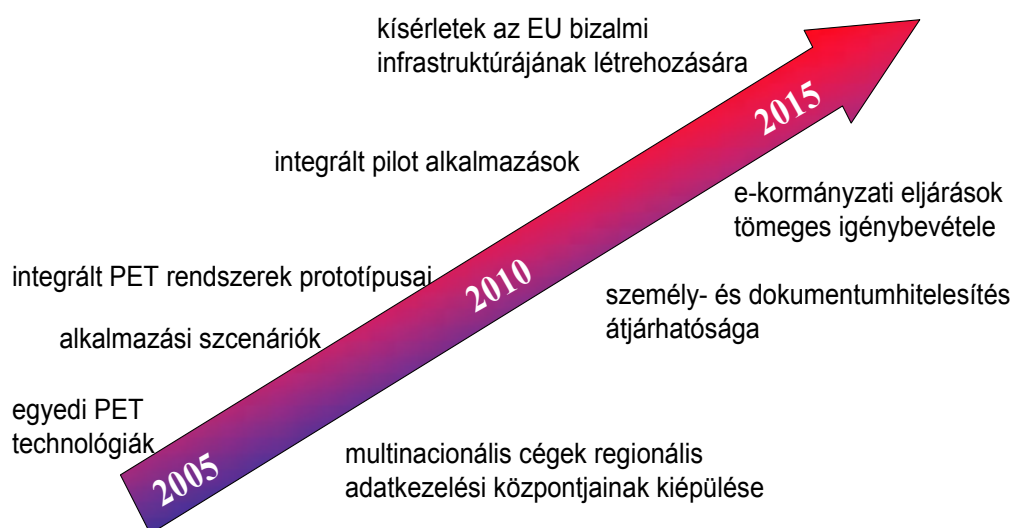 kísérletek az EU bizalmi
infrastruktúrájának létrehozására
2015
integrált pilot alkalmazások
e-kormányzati eljárások
tömeges igénybevétele
integrált PET rendszerek prototípusai
2010
személy- és dokumentumhitelesítés
átjárhatósága
alkalmazási szcenáriók
egyedi PET
technológiák
2005
multinacionális cégek regionális
adatkezelési központjainak kiépülése